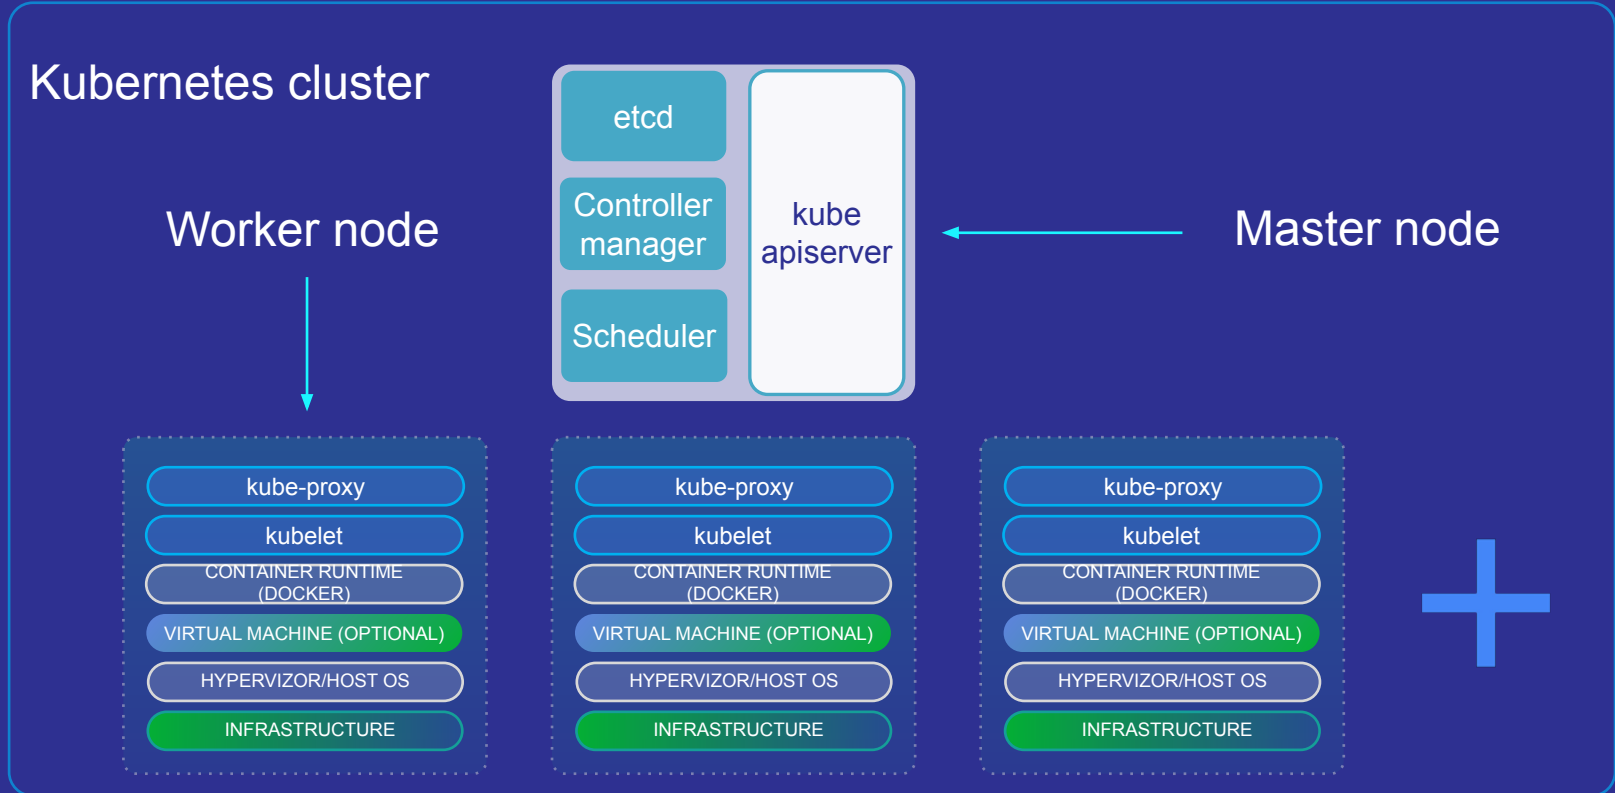 Kubernetes cluster
etcd
Controller
manager
Scheduler
kube
apiserver
Worker node
Master node
kube-proxy
kubelet
CONTAINER RUNTIME
(DOCKER)
VIRTUAL MACHINE (OPTIONAL)
HYPERVIZOR/HOST OS
INFRASTRUCTURE
kube-proxy
kubelet
CONTAINER RUNTIME
(DOCKER)
VIRTUAL MACHINE (OPTIONAL)
HYPERVIZOR/HOST OS
INFRASTRUCTURE
kube-proxy
kubelet
CONTAINER RUNTIME
(DOCKER)
VIRTUAL MACHINE (OPTIONAL)
HYPERVIZOR/HOST OS
INFRASTRUCTURE